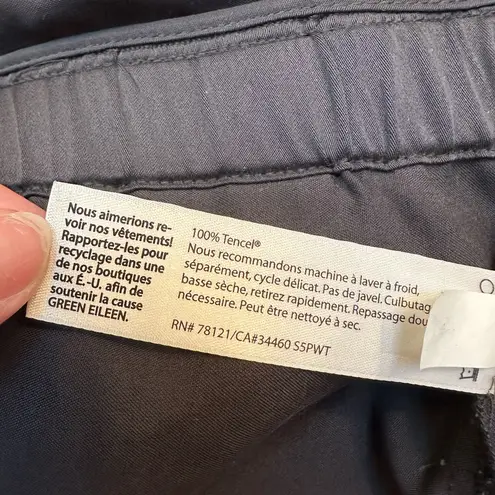 Nous aimerions re-
voir nos vêtements!
Rapportez-les pour
recyclage dans une
de nos boutiques
aux É.-U. afin de
soutenir la cause
GREEN EILEEN.
100% Tencel®
Nous recommandons machine à laver à froid,
séparément, cycle délicat. Pas de javel. Culbutag
basse sèche, retirez rapidement. Repassage dou
nécessaire. Peut être nettoyé à sec.
RN# 78121/CA#34460 S5PWT